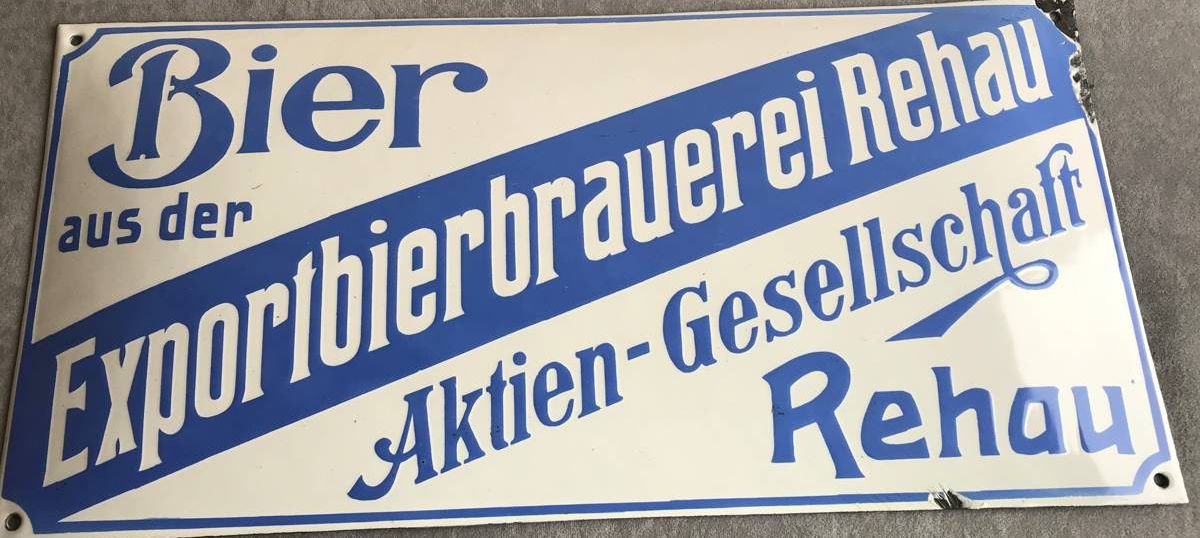 Bier
aus der
Exportbierbrauerei Rehau
Aktien-Gesellschaft
Rehau